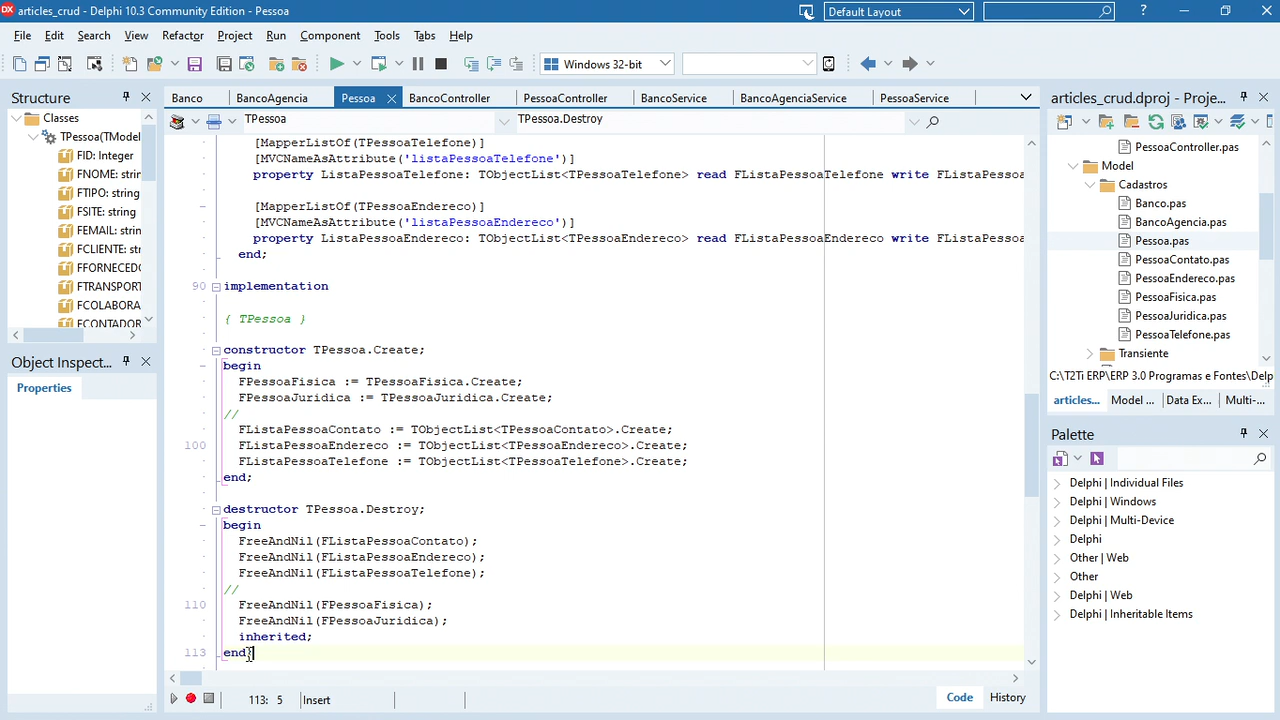 DX articles_crud - Delphi 10.3 Community Edition - Pessoa
Default Layout
?
File Edit Search View Refactor Project Run Component Tools Tabs Help
Windows 32-bit
Structure
Classes
TPessoa(TModel
FID: Integer
FNOME: strin
FTIPO: string
FSITE: string
FEMAIL: strin
FCLIENTE: str
FFORNECED
FTRANSPORT
FCOLABORA
FCONTADOR
Object Inspect...
Properties
Banco BancoAgencia Pessoa BancoController PessoaController BancoService BancoAgenciaService PessoaService
TPessoa TPessoa.Destroy
[MapperListOf(TPessoaTelefone)]
[MVCNameAsAttribute('listaPessoaTelefone')]
property ListaPessoaTelefone: TObjectList<TPessoaTelefone> read FListaPessoaTelefone write FListaPessoa
[MapperListOf(TPessoaEndereco)]
[MVCNameAsAttribute('listaPessoaEndereco')]
property ListaPessoaEndereco: TObjectList<TPessoaEndereco> read FListaPessoaEndereco write FListaPessoa
end;
90 implementation
{ TPessoa }
constructor TPessoa.Create;
begin
FPessoaFisica := TPessoaFisica.Create;
FPessoaJuridica := TPessoaJuridica.Create;
//
FListaPessoaContato := TObjectList<TPessoaContato>.Create;
100 FListaPessoaEndereco := TObjectList<TPessoaEndereco>.Create;
FListaPessoaTelefone := TObjectList<TPessoaTelefone>.Create;
end;
destructor TPessoa.Destroy;
begin
FreeAndNil(FListaPessoaContato);
FreeAndNil(FListaPessoaEndereco);
FreeAndNil(FListaPessoaTelefone);
//
110 FreeAndNil(FPessoaFisica);
FreeAndNil(FPessoaJuridica);
inherited;
113 end;
113: 5 Insert
Code History
articles_crud.dproj - Proje...
PessoaController.pas
Model
Cadastros
Banco.pas
BancoAgencia.pas
Pessoa.pas
PessoaContato.pas
PessoaEndereco.pas
PessoaFisica.pas
PessoaJuridica.pas
PessoaTelefone.pas
Transiente
C:\T2Ti ERP\ERP 3.0 Programas e Fontes\Delp
articles... Model ... Data Ex... Multi-...
Palette
Delphi | Individual Files
Delphi | Windows
Delphi | Multi-Device
Delphi
Other | Web
Other
Delphi | Web
Delphi | Inheritable Items